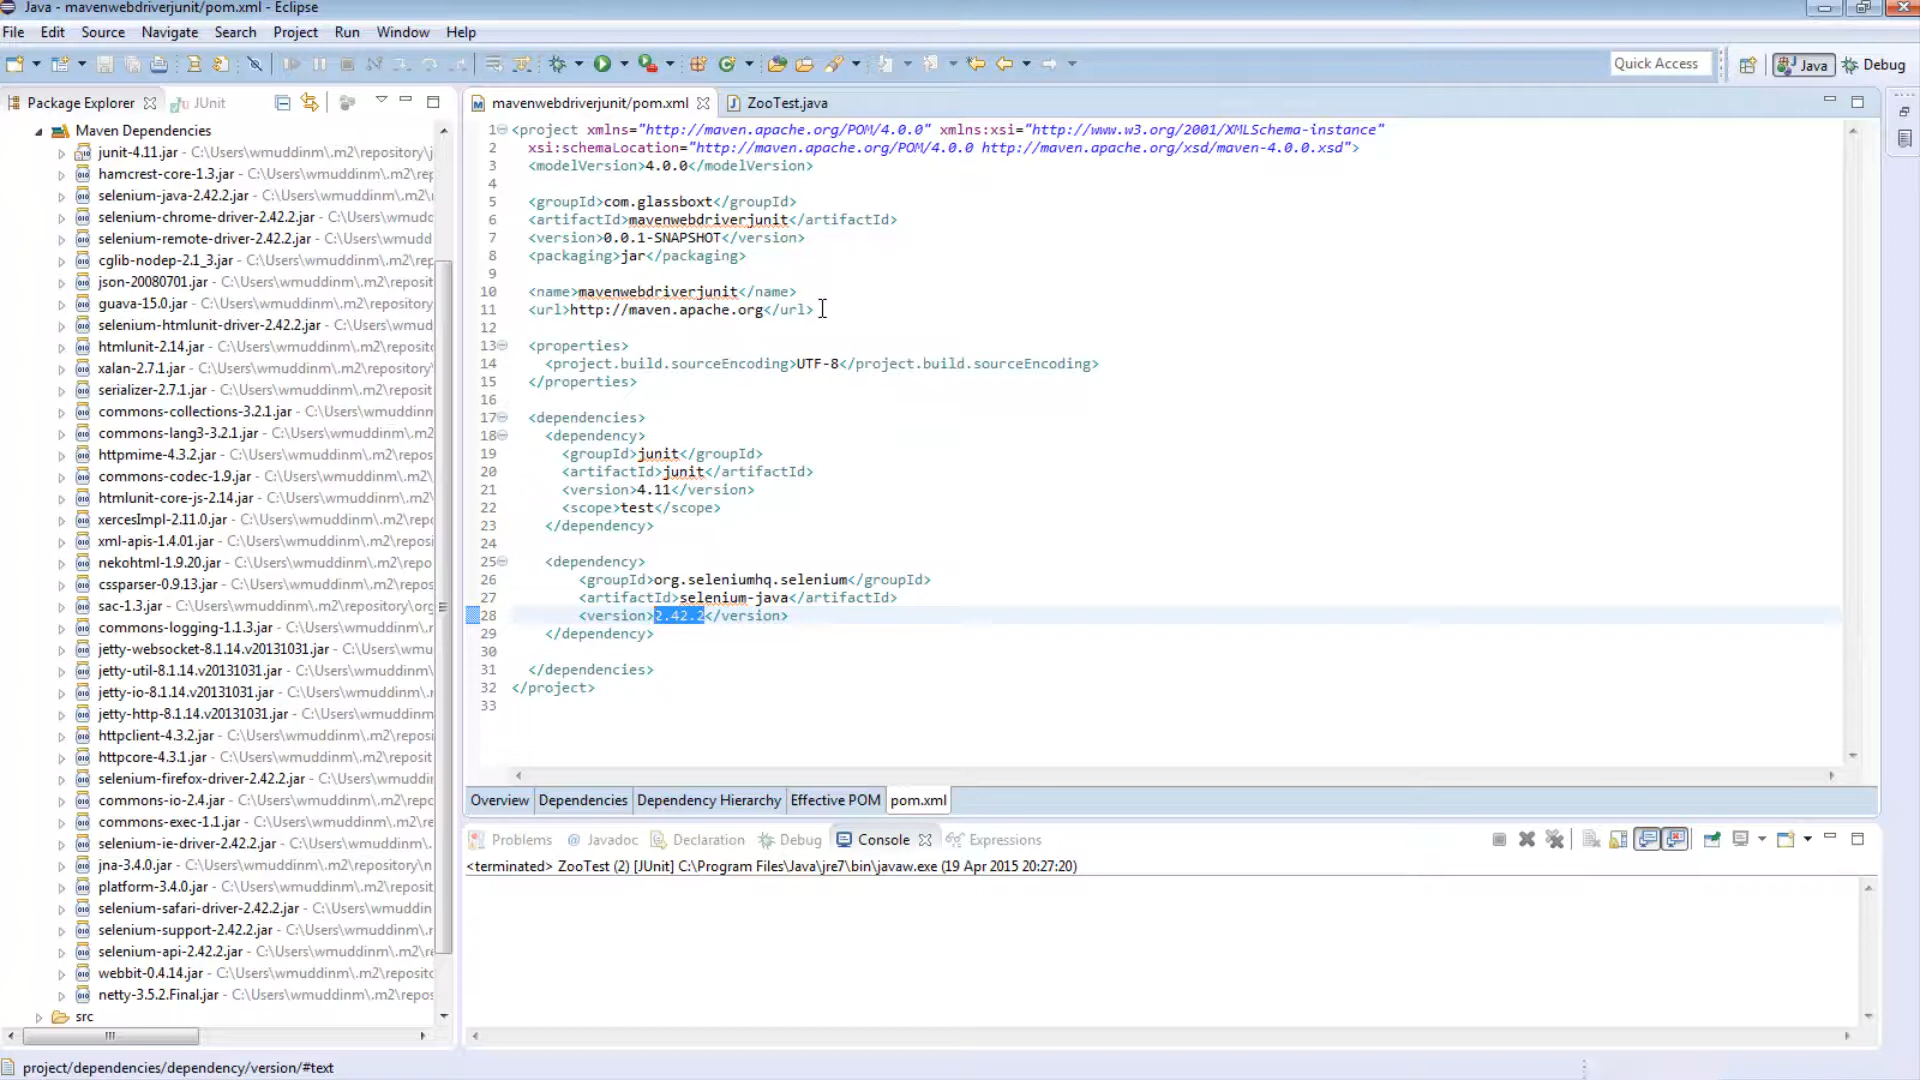 Java - mavenwebdriverjunit/pom.xml - Eclipse
File Edit Source Navigate Search Project Run Window Help
Quick Access Java Debug
Package Explorer JUnit
mavenwebdriverjunit/pom.xml ZooTest.java
Maven Dependencies
junit-4.11.jar - C:\Users\wmuddinm\.m2\repository\j
hamcrest-core-1.3.jar - C:\Users\wmuddinm\.m2\rep
selenium-java-2.42.2.jar - C:\Users\wmuddinm\.m2\r
selenium-chrome-driver-2.42.2.jar - C:\Users\wmudd
selenium-remote-driver-2.42.2.jar - C:\Users\wmudd
cglib-nodep-2.1_3.jar - C:\Users\wmuddinm\.m2\rep
json-20080701.jar - C:\Users\wmuddinm\.m2\reposit
guava-15.0.jar - C:\Users\wmuddinm\.m2\repository
selenium-htmlunit-driver-2.42.2.jar - C:\Users\wmud
htmlunit-2.14.jar - C:\Users\wmuddinm\.m2\reposit
xalan-2.7.1.jar - C:\Users\wmuddinm\.m2\repository\
serializer-2.7.1.jar - C:\Users\wmuddinm\.m2\reposit
commons-collections-3.2.1.jar - C:\Users\wmuddinm
commons-lang3-3.2.1.jar - C:\Users\wmuddinm\.m2
httpmime-4.3.2.jar - C:\Users\wmuddinm\.m2\repos
commons-codec-1.9.jar - C:\Users\wmuddinm\.m2\r
htmlunit-core-js-2.14.jar - C:\Users\wmuddinm\.m2\
xercesImpl-2.11.0.jar - C:\Users\wmuddinm\.m2\rep
xml-apis-1.4.01.jar - C:\Users\wmuddinm\.m2\reposi
nekohtml-1.9.20.jar - C:\Users\wmuddinm\.m2\repo
cssparser-0.9.13.jar - C:\Users\wmuddinm\.m2\repos
sac-1.3.jar - C:\Users\wmuddinm\.m2\repository\org
commons-logging-1.1.3.jar - C:\Users\wmuddinm\.m
jetty-websocket-8.1.14.v20131031.jar - C:\Users\wmu
jetty-util-8.1.14.v20131031.jar - C:\Users\wmuddinm
jetty-io-8.1.14.v20131031.jar - C:\Users\wmuddinm\.r
jetty-http-8.1.14.v20131031.jar - C:\Users\wmuddinm
httpclient-4.3.2.jar - C:\Users\wmuddinm\.m2\repos
httpcore-4.3.1.jar - C:\Users\wmuddinm\.m2\reposit
selenium-firefox-driver-2.42.2.jar - C:\Users\wmuddi
commons-io-2.4.jar - C:\Users\wmuddinm\.m2\repo
commons-exec-1.1.jar - C:\Users\wmuddinm\.m2\re
selenium-ie-driver-2.42.2.jar - C:\Users\wmuddinm\
jna-3.4.0.jar - C:\Users\wmuddinm\.m2\repository\n
platform-3.4.0.jar - C:\Users\wmuddinm\.m2\reposit
selenium-safari-driver-2.42.2.jar - C:\Users\wmuddin
selenium-support-2.42.2.jar - C:\Users\wmuddinm\.r
selenium-api-2.42.2.jar - C:\Users\wmuddinm\.m2\re
webbit-0.4.14.jar - C:\Users\wmuddinm\.m2\reposito
netty-3.5.2.Final.jar - C:\Users\wmuddinm\.m2\repos
src
1 <project xmlns="http://maven.apache.org/POM/4.0.0" xmlns:xsi="http://www.w3.org/2001/XMLSchema-instance"
2 xsi:schemaLocation="http://maven.apache.org/POM/4.0.0 http://maven.apache.org/xsd/maven-4.0.0.xsd">
3 <modelVersion>4.0.0</modelVersion>
4
5 <groupId>com.glassboxt</groupId>
6 <artifactId>mavenwebdriverjunit</artifactId>
7 <version>0.0.1-SNAPSHOT</version>
8 <packaging>jar</packaging>
9
10 <name>mavenwebdriverjunit</name>
11 <url>http://maven.apache.org</url>
12
13 <properties>
14 <project.build.sourceEncoding>UTF-8</project.build.sourceEncoding>
15 </properties>
16
17 <dependencies>
18 <dependency>
19 <groupId>junit</groupId>
20 <artifactId>junit</artifactId>
21 <version>4.11</version>
22 <scope>test</scope>
23 </dependency>
24
25 <dependency>
26 <groupId>org.seleniumhq.selenium</groupId>
27 <artifactId>selenium-java</artifactId>
28 <version>2.42.2</version>
29 </dependency>
30
31 </dependencies>
32 </project>
33
Overview Dependencies Dependency Hierarchy Effective POM pom.xml
Problems @ Javadoc Declaration Debug Console Expressions
<terminated> ZooTest (2) [JUnit] C:\Program Files\Java\jre7\bin\javaw.exe (19 Apr 2015 20:27:20)
project/dependencies/dependency/version/#text